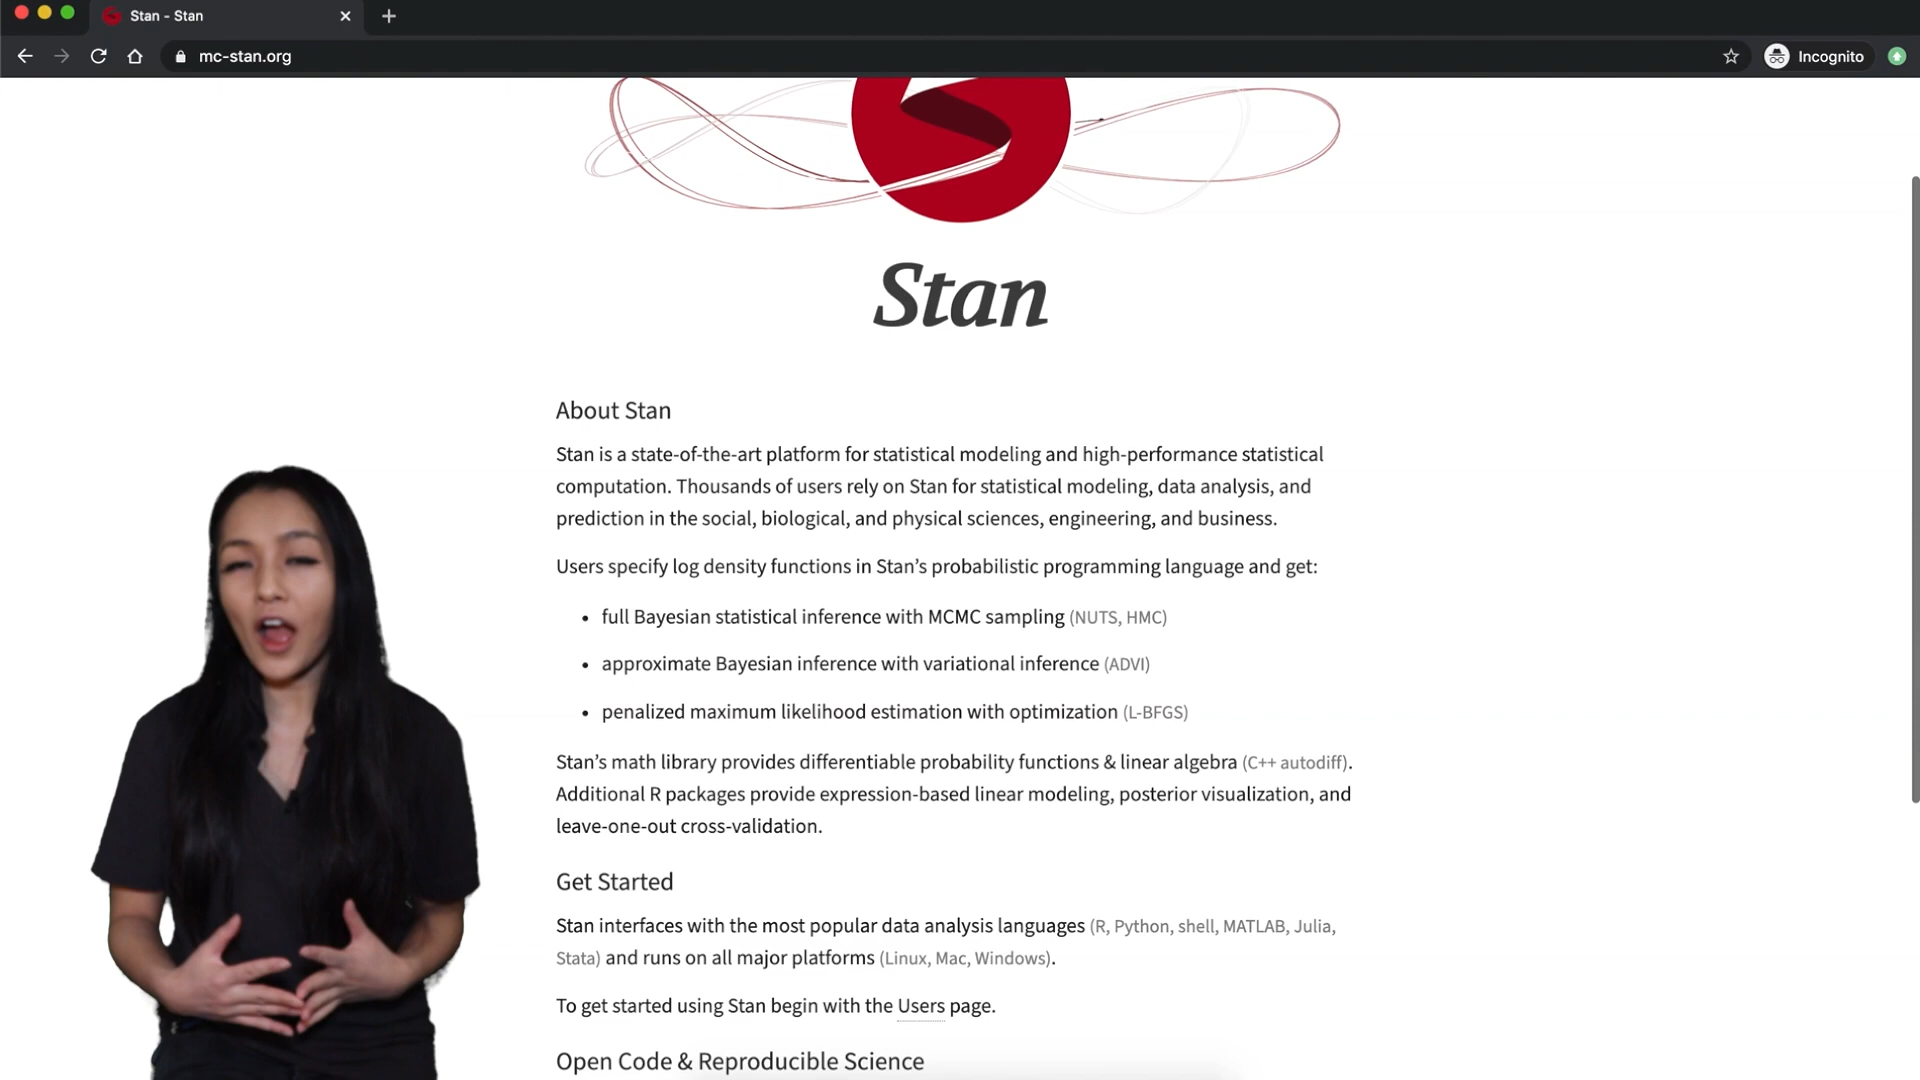 Stan - Stan
mc-stan.org
Incognito
Stan
About Stan
Stan is a state-of-the-art platform for statistical modeling and high-performance statistical
computation. Thousands of users rely on Stan for statistical modeling, data analysis, and
prediction in the social, biological, and physical sciences, engineering, and business.
Users specify log density functions in Stan’s probabilistic programming language and get:
• full Bayesian statistical inference with MCMC sampling (NUTS, HMC)
• approximate Bayesian inference with variational inference (ADVI)
• penalized maximum likelihood estimation with optimization (L-BFGS)
Stan’s math library provides differentiable probability functions & linear algebra (C++ autodiff).
Additional R packages provide expression-based linear modeling, posterior visualization, and
leave-one-out cross-validation.
Get Started
Stan interfaces with the most popular data analysis languages (R, Python, shell, MATLAB, Julia,
Stata) and runs on all major platforms (Linux, Mac, Windows).
To get started using Stan begin with the Users page.
Open Code & Reproducible Science